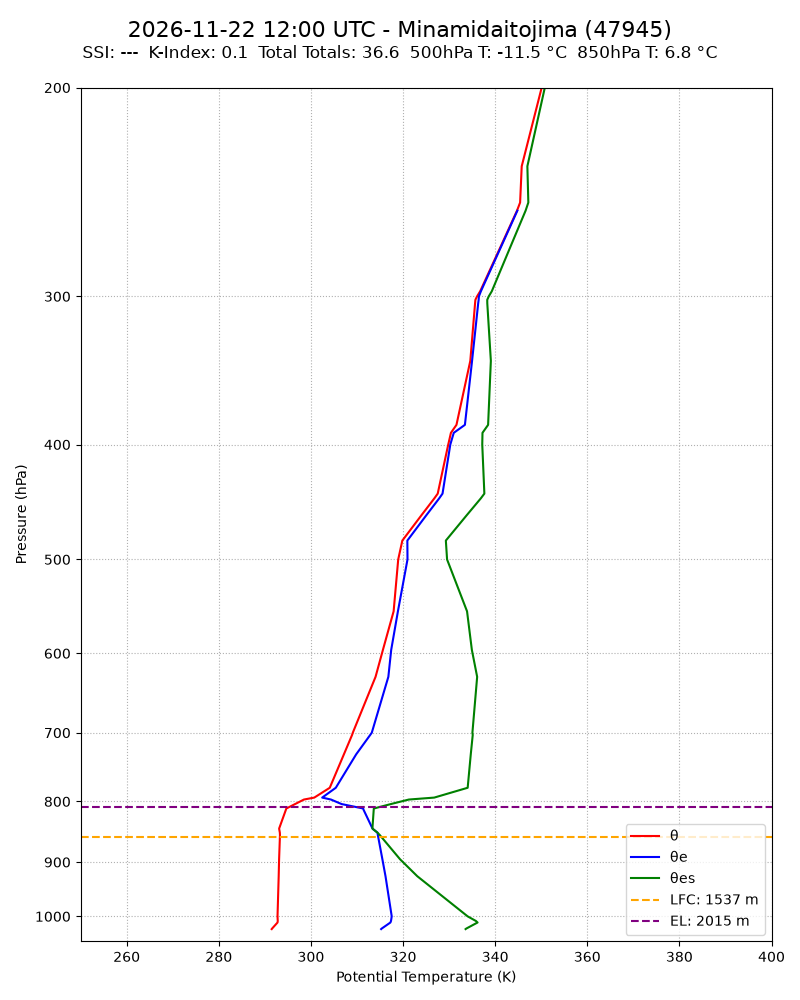 2026-11-22 12:00 UTC - Minamidaitojima (47945)
SSI: ---  K-Index: 0.1  Total Totals: 36.6  500hPa T: -11.5 °C  850hPa T: 6.8 °C
200
300
400
500
600
700
800
900
1000
Pressure (hPa)
θ
θe
θes
LFC: 1537 m
EL: 2015 m
260 280 300 320 340 360 380 400
Potential Temperature (K)